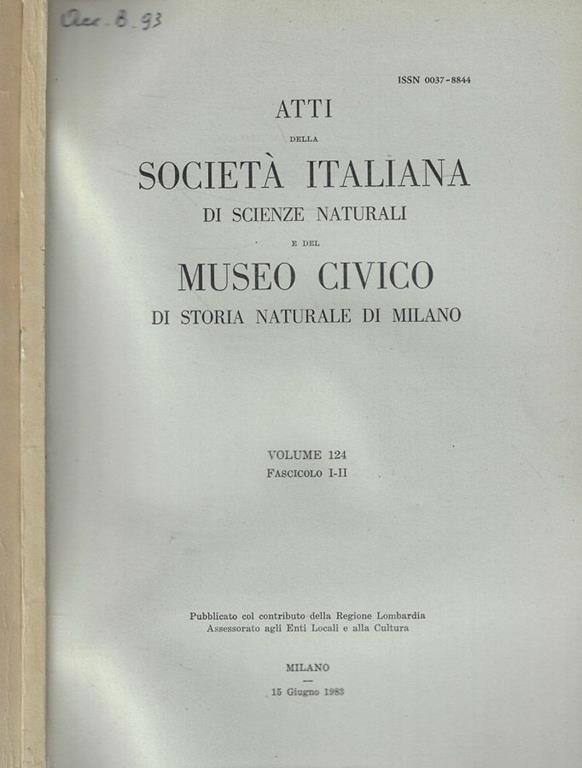 Acc. B. 93
ISSN 0037-8844
ATTI
DELLA
SOCIETÀ ITALIANA
DI SCIENZE NATURALI
E DEL
MUSEO CIVICO
DI STORIA NATURALE DI MILANO
VOLUME 124
FASCICOLO I-II
Pubblicato col contributo della Regione Lombardia
Assessorato agli Enti Locali e alla Cultura
MILANO
15 Giugno 1983